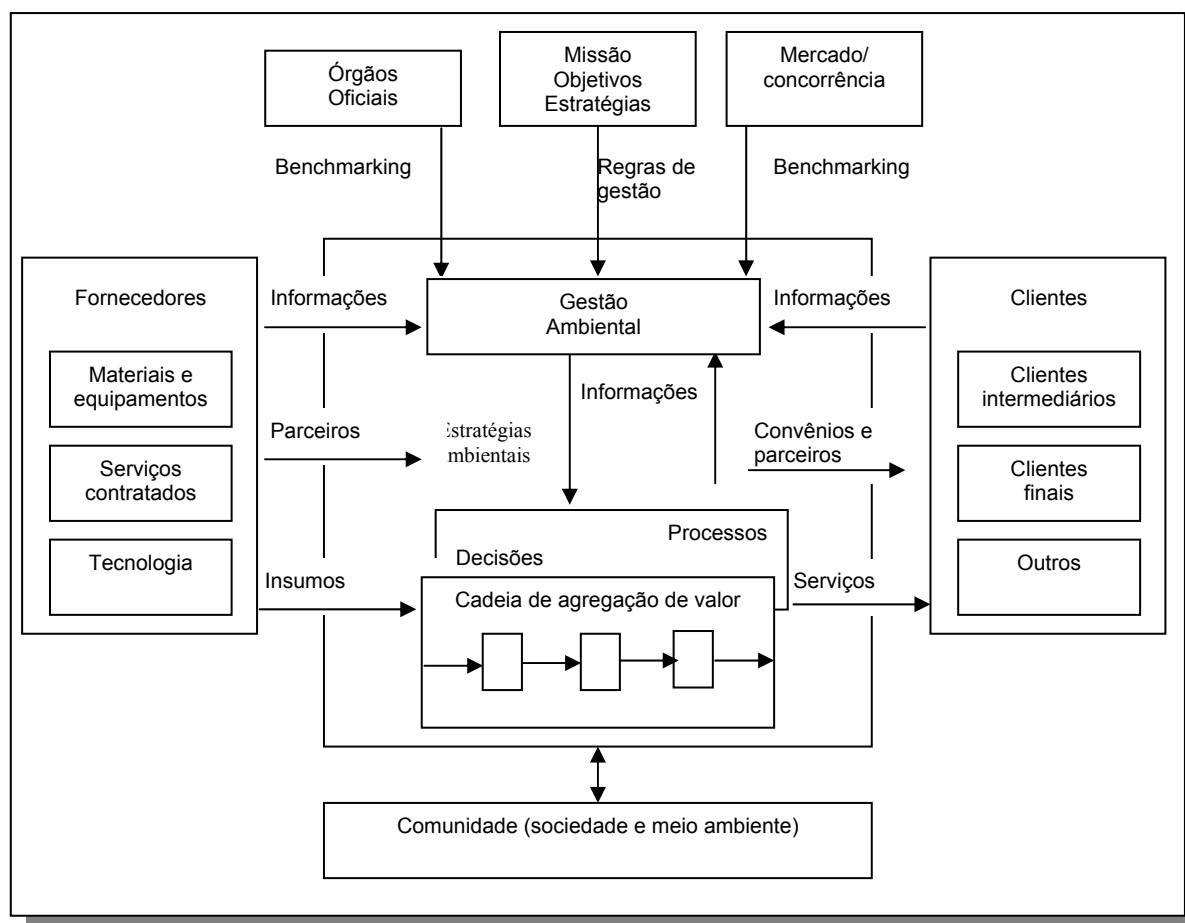 Órgãos
Oficiais
Missão
Objetivos
Estratégias
Mercado/
concorrência
Benchmarking
Regras de
gestão
Benchmarking
Fornecedores
Materiais e
equipamentos
Serviços
contratados
Tecnologia
Informações
Parceiros
Insumos
Gestão
Ambiental
Informações
stratégias
mbientais
Processos
Decisões
Cadeia de agregação de valor
Informações
Convênios e
parceiros
Serviços
Clientes
Clientes
intermediários
Clientes
finais
Outros
Comunidade (sociedade e meio ambiente)